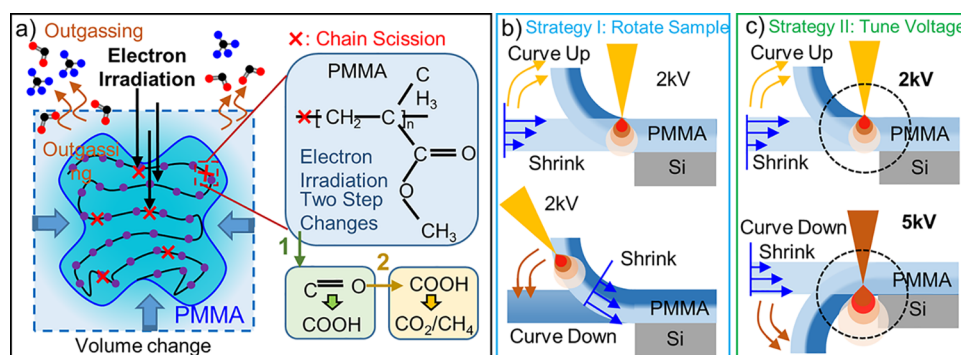 a)
Outgassing
Electron
Irradiation
Outgassi
ng
PMMA
Volume change
×: Chain Scission
PMMA
C
H3
×[ CH2 C ]n
C O
O
CH3
Electron
Irradiation
Two Step
Changes
1
C O
COOH
2
COOH
CO2/CH4
b) Strategy I: Rotate Sample
Curve Up
2kV
PMMA
Shrink
Si
2kV
Shrink
PMMA
Curve Down
Si
c) Strategy II: Tune Voltage
Curve Up
2kV
PMMA
Shrink
Si
5kV
Curve Down
Shrink
PMMA
Si